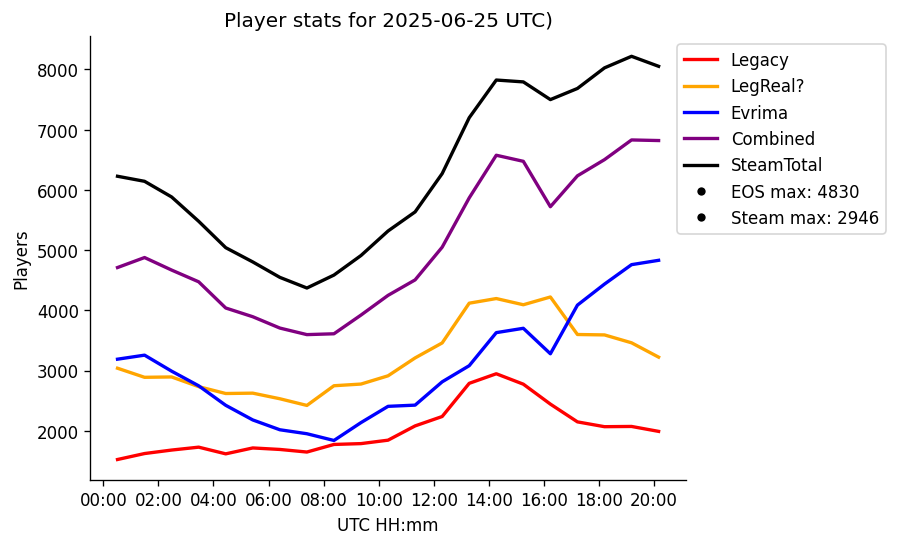 Player stats for 2025-06-25 UTC)
Legacy
LegReal?
Evrima
Combined
SteamTotal
EOS max: 4830
Steam max: 2946
8000
7000
6000
5000
4000
3000
2000
Players
00:00 02:00 04:00 06:00 08:00 10:00 12:00 14:00 16:00 18:00 20:00
UTC HH:mm